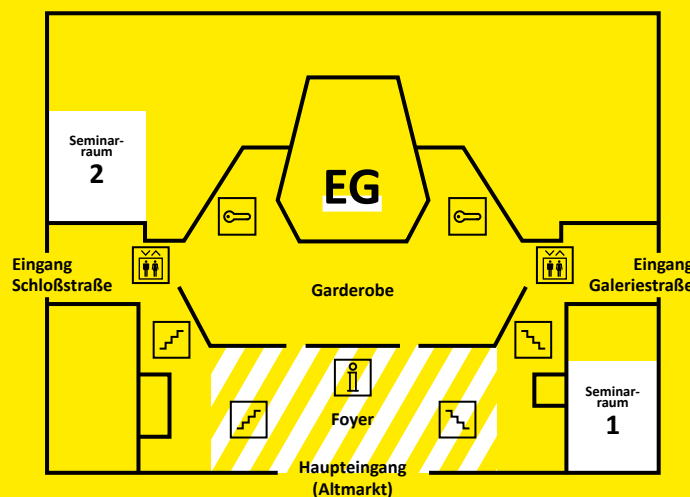 Seminar-
raum
2
EG
Eingang
Schloßstraße
Eingang
Galeriestraße
Garderobe
i
Foyer
Seminar-
raum
1
Haupteingang
(Altmarkt)